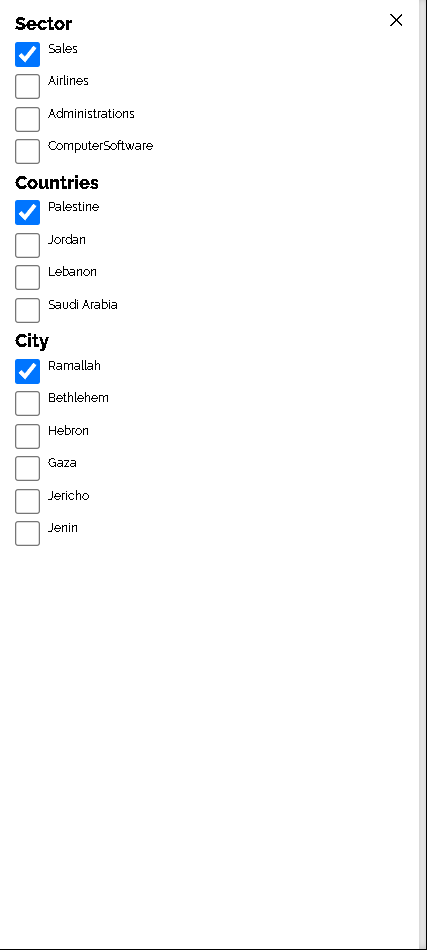 Sector
Sales
Airlines
Administrations
ComputerSoftware
Countries
Palestine
Jordan
Lebanon
Saudi Arabia
City
Ramallah
Bethlehem
Hebron
Gaza
Jericho
Jenin